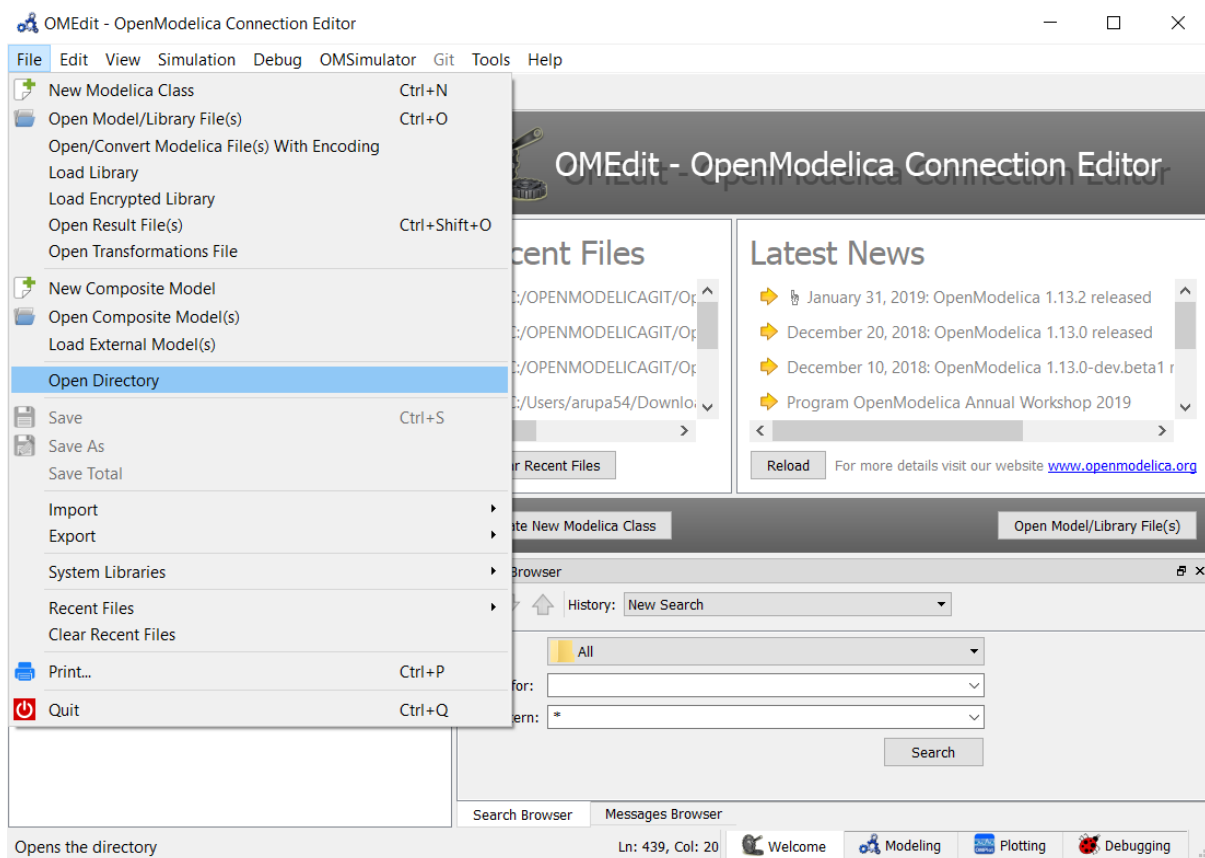 OMEdit - OpenModelica Connection Editor
File Edit View Simulation Debug OMSimulator Git Tools Help
New Modelica Class Ctrl+N
Open Model/Library File(s) Ctrl+O
Open/Convert Modelica File(s) With Encoding
Load Library
Load Encrypted Library
Open Result File(s) Ctrl+Shift+O
Open Transformations File
New Composite Model
Open Composite Model(s)
Load External Model(s)
Open Directory
Save Ctrl+S
Save As
Save Total
Import
Export
System Libraries
Recent Files
Clear Recent Files
Print... Ctrl+P
Quit Ctrl+Q
OMEdit - OpenModelica Connection Editor
cent Files
:/OPENMODELICAGIT/Op
:/OPENMODELICAGIT/Op
:/OPENMODELICAGIT/Op
:/Users/arupa54/Downlo
r Recent Files
Latest News
January 31, 2019: OpenModelica 1.13.2 released
December 20, 2018: OpenModelica 1.13.0 released
December 10, 2018: OpenModelica 1.13.0-dev.beta1 r
Program OpenModelica Annual Workshop 2019
Reload For more details visit our website www.openmodelica.org
ate New Modelica Class Open Model/Library File(s)
Browser
History: New Search
All
for:
ern: *
Search
Search Browser Messages Browser
Opens the directory Ln: 439, Col: 20 Welcome Modeling Plotting Debugging